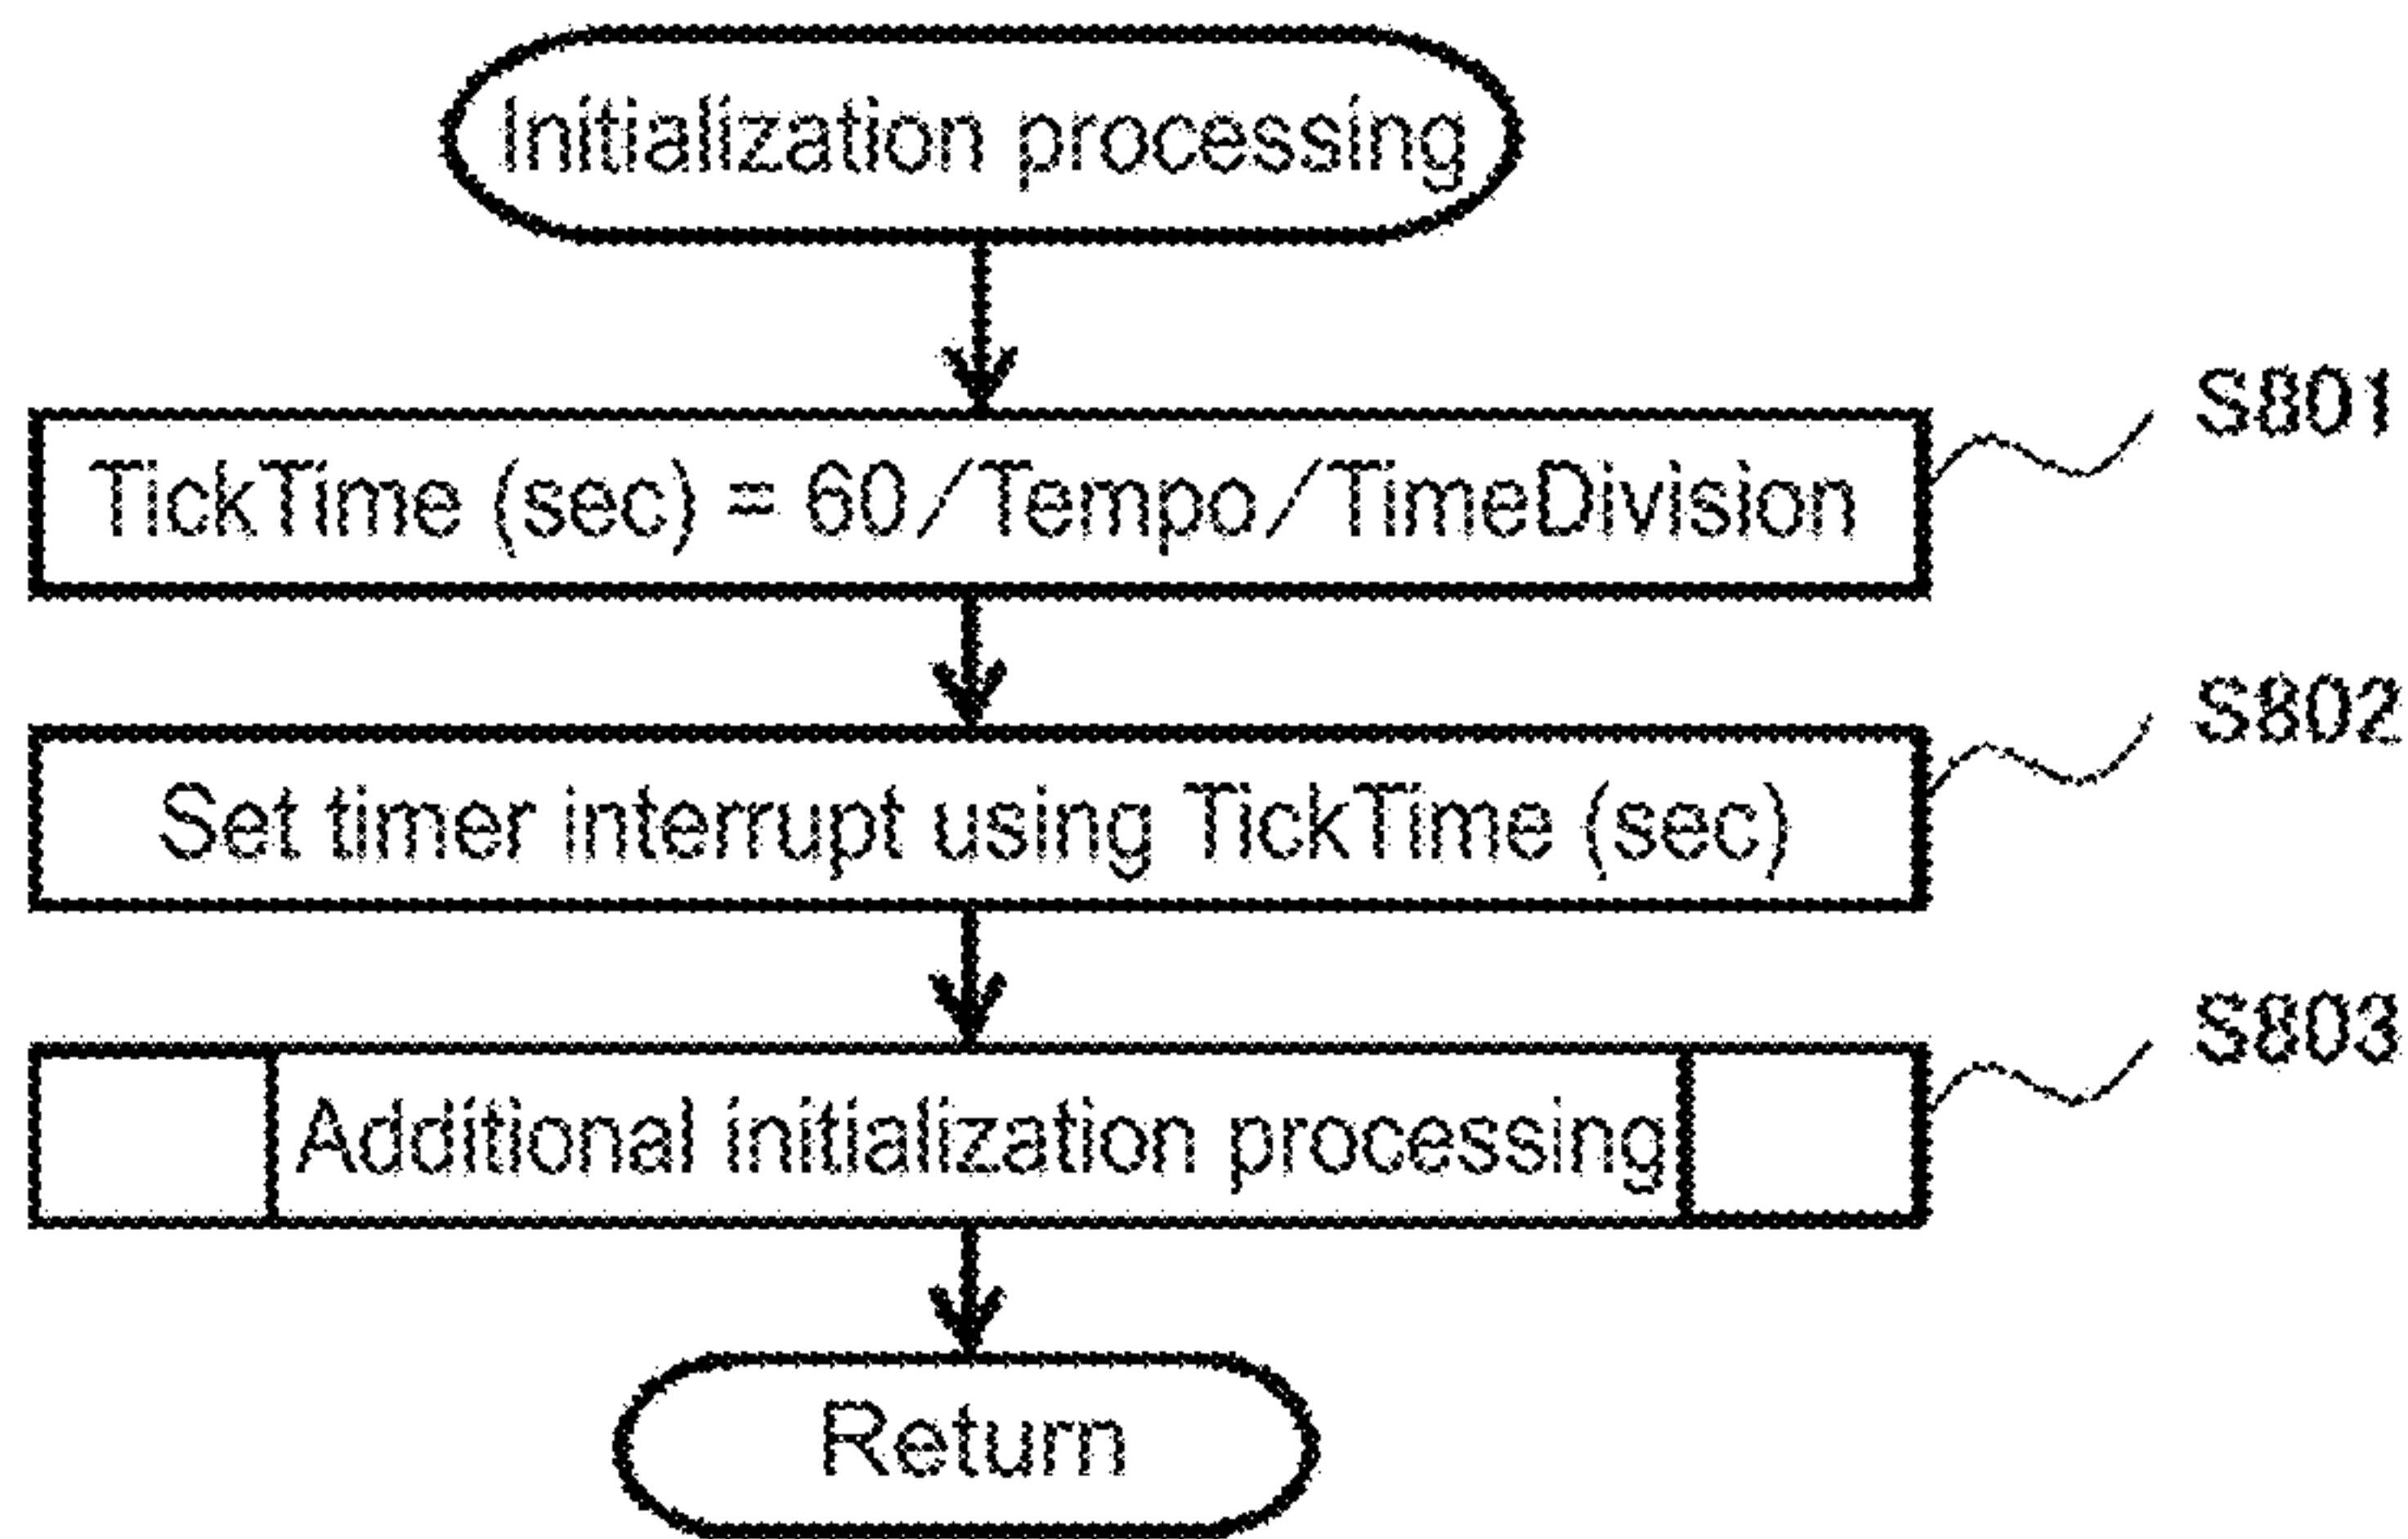 Initialization processing
S801
TickTime (sec) = 60/Tempo/TimeDivision
S802
Set timer interrupt using TickTime (sec)
S803
Additional initialization processing
Return